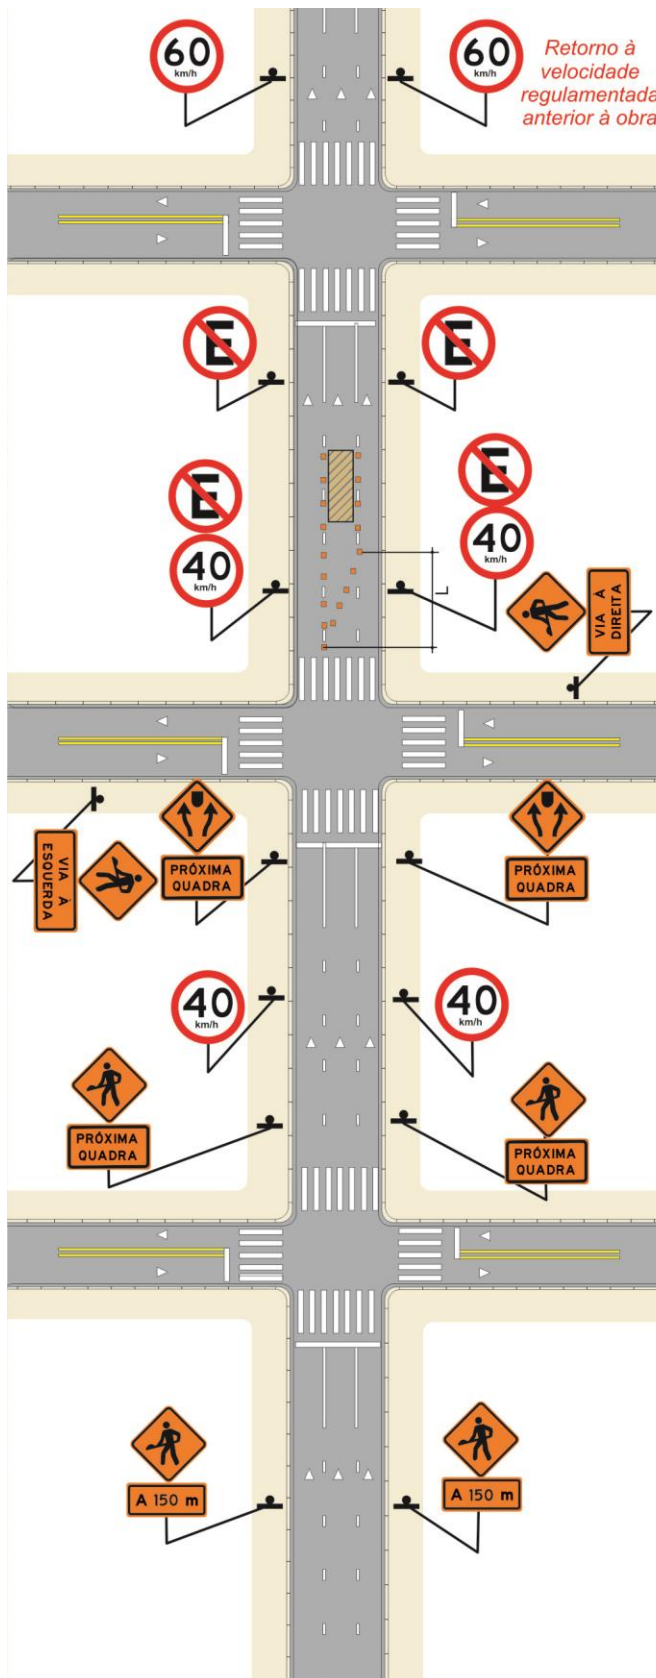 60
km/h
60
km/h
Retorno à
velocidade
regulamentada
anterior à obra
E
E
E
40
km/h
E
40
km/h
L
VIA À
DIREITA
VIA À
ESQUERDA
PRÓXIMA
QUADRA
PRÓXIMA
QUADRA
40
km/h
40
km/h
PRÓXIMA
QUADRA
PRÓXIMA
QUADRA
A 150 m
A 150 m